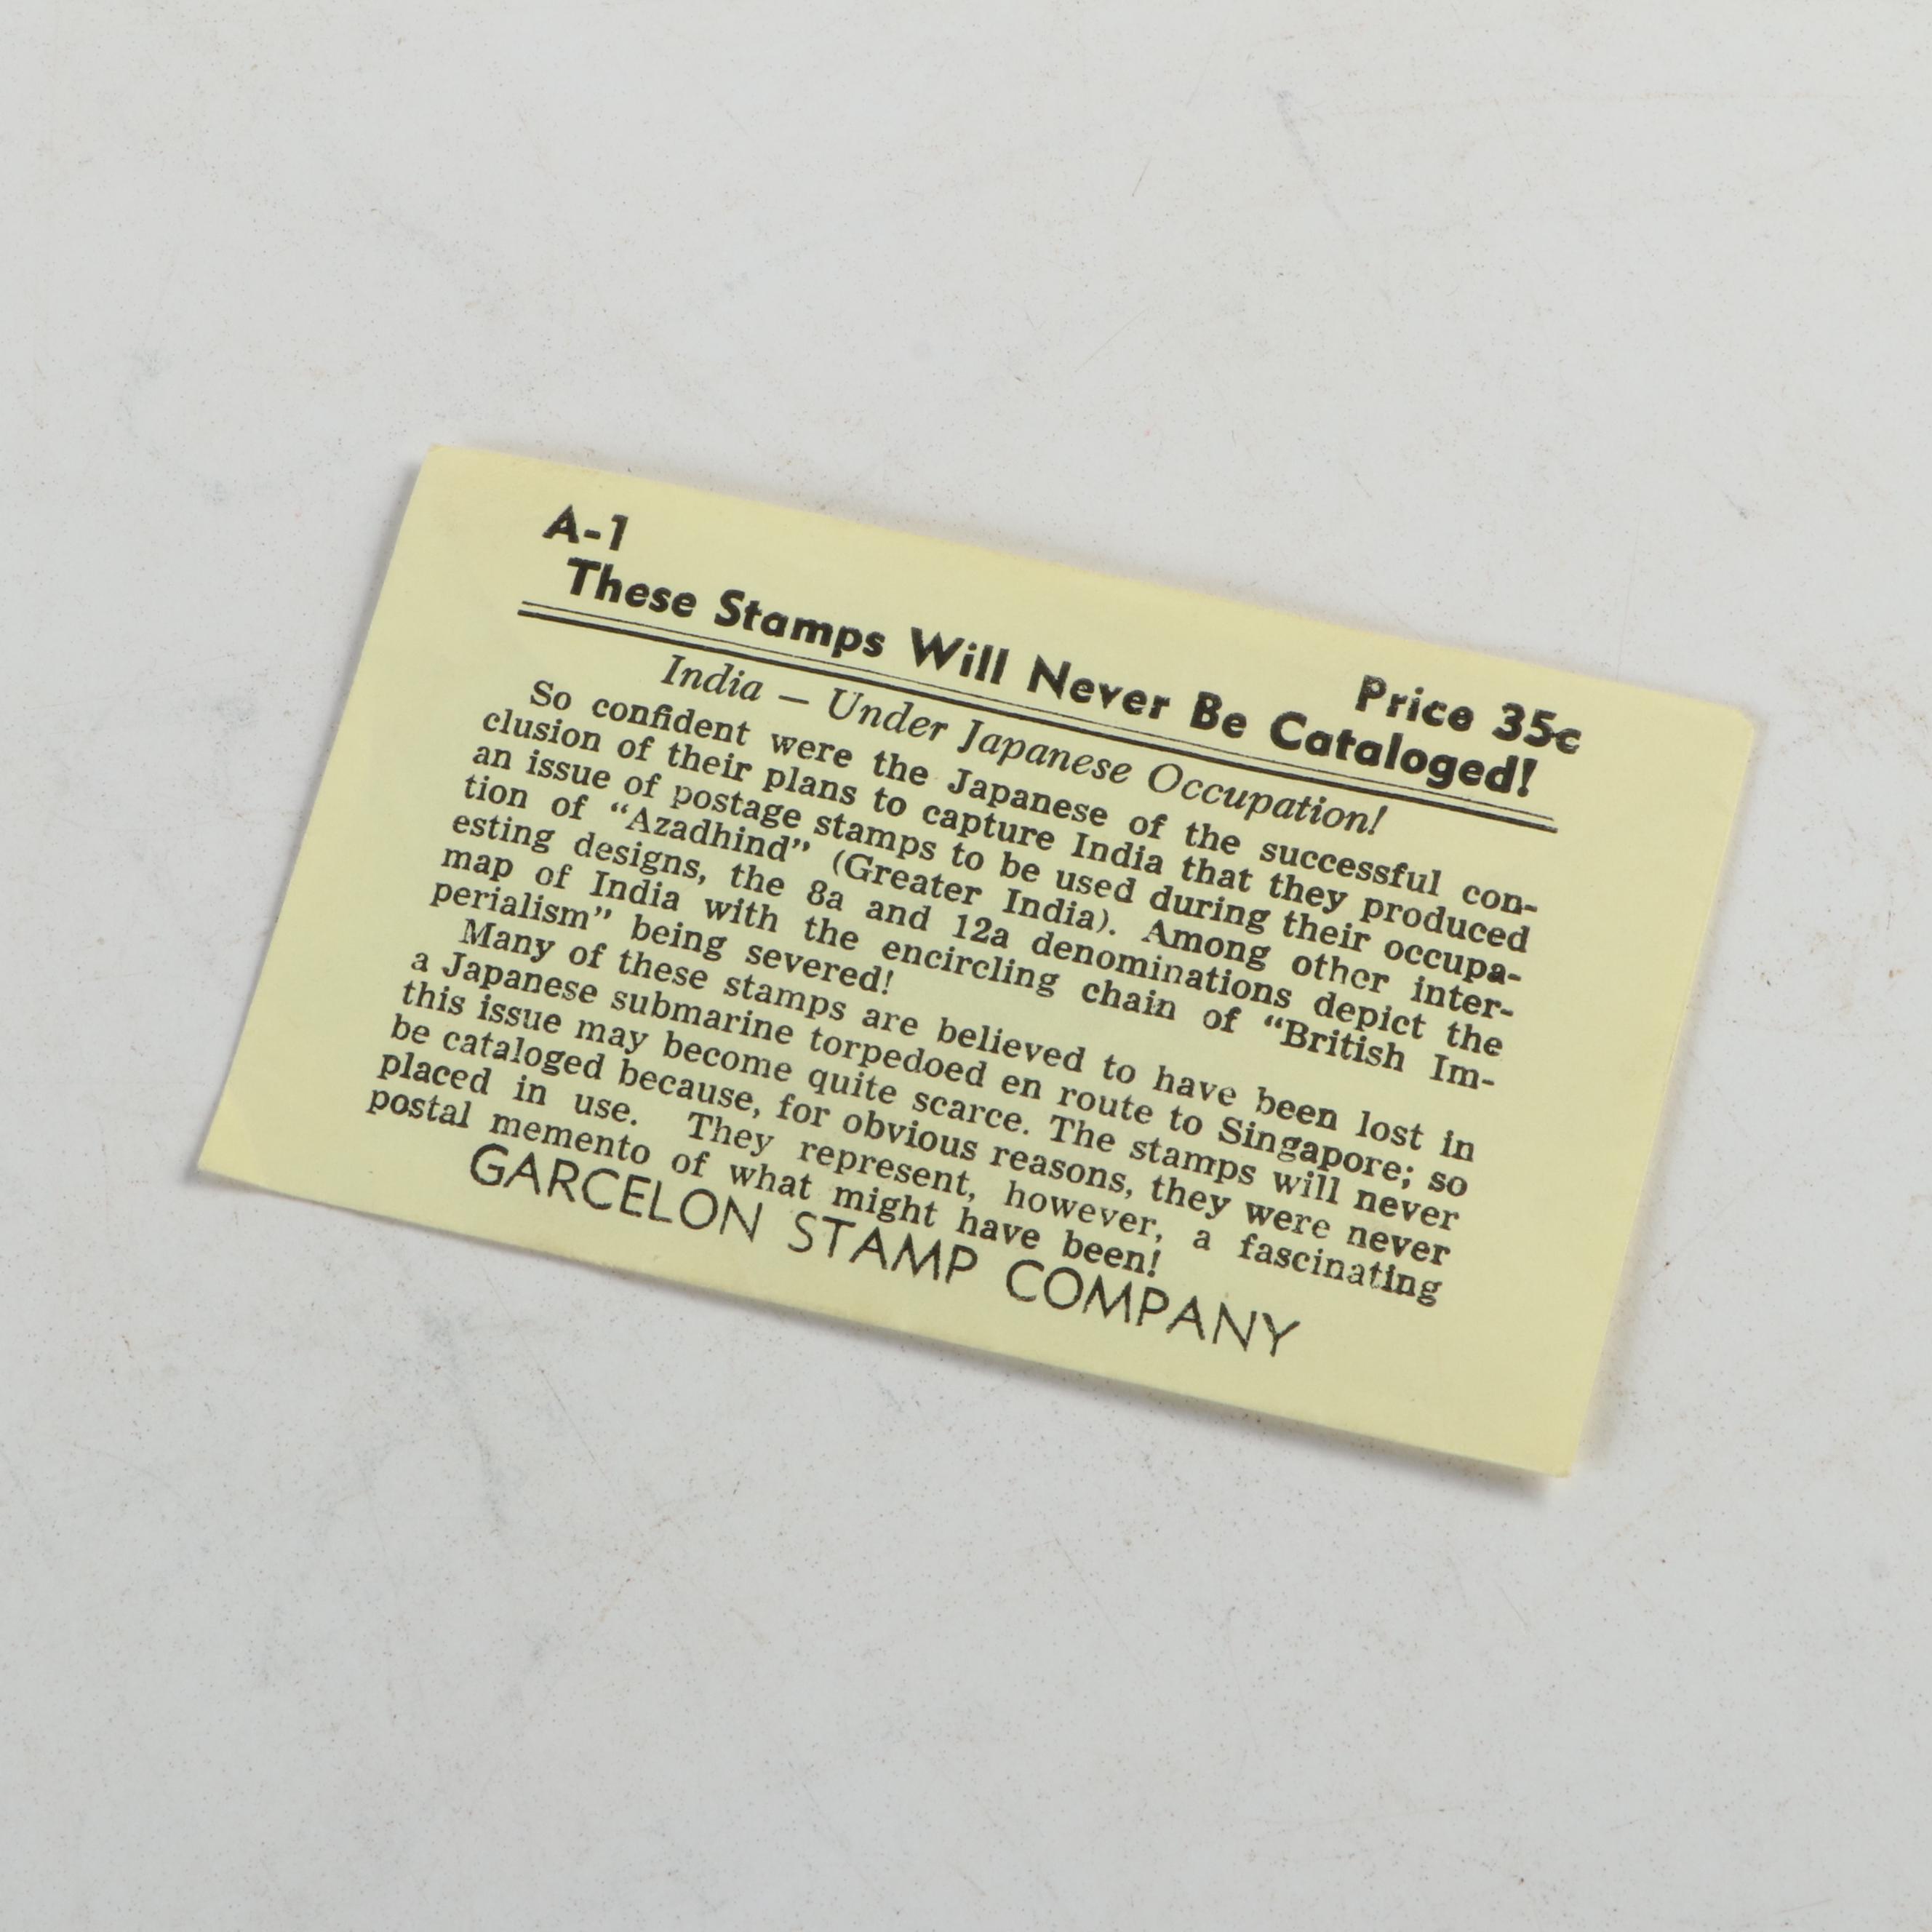 A-1
Price 35c
These Stamps Will Never Be Cataloged!
India — Under Japanese Occupation!
So confident were the Japanese of the successful con-
clusion of their plans to capture India that they produced
an issue of postage stamps to be used during their occupa-
tion of "Azadhind" (Greater India). Among other inter-
esting designs, the 8a and 12a denominations depict the
map of India with the encircling chain of "British Im-
perialism" being severed!
Many of these stamps are believed to have been lost in
a Japanese submarine torpedoed en route to Singapore; so
this issue may become quite scarce. The stamps will never
be cataloged because, for obvious reasons, they were never
placed in use. They represent, however, a fascinating
postal memento of what might have been!
GARCELON STAMP COMPANY